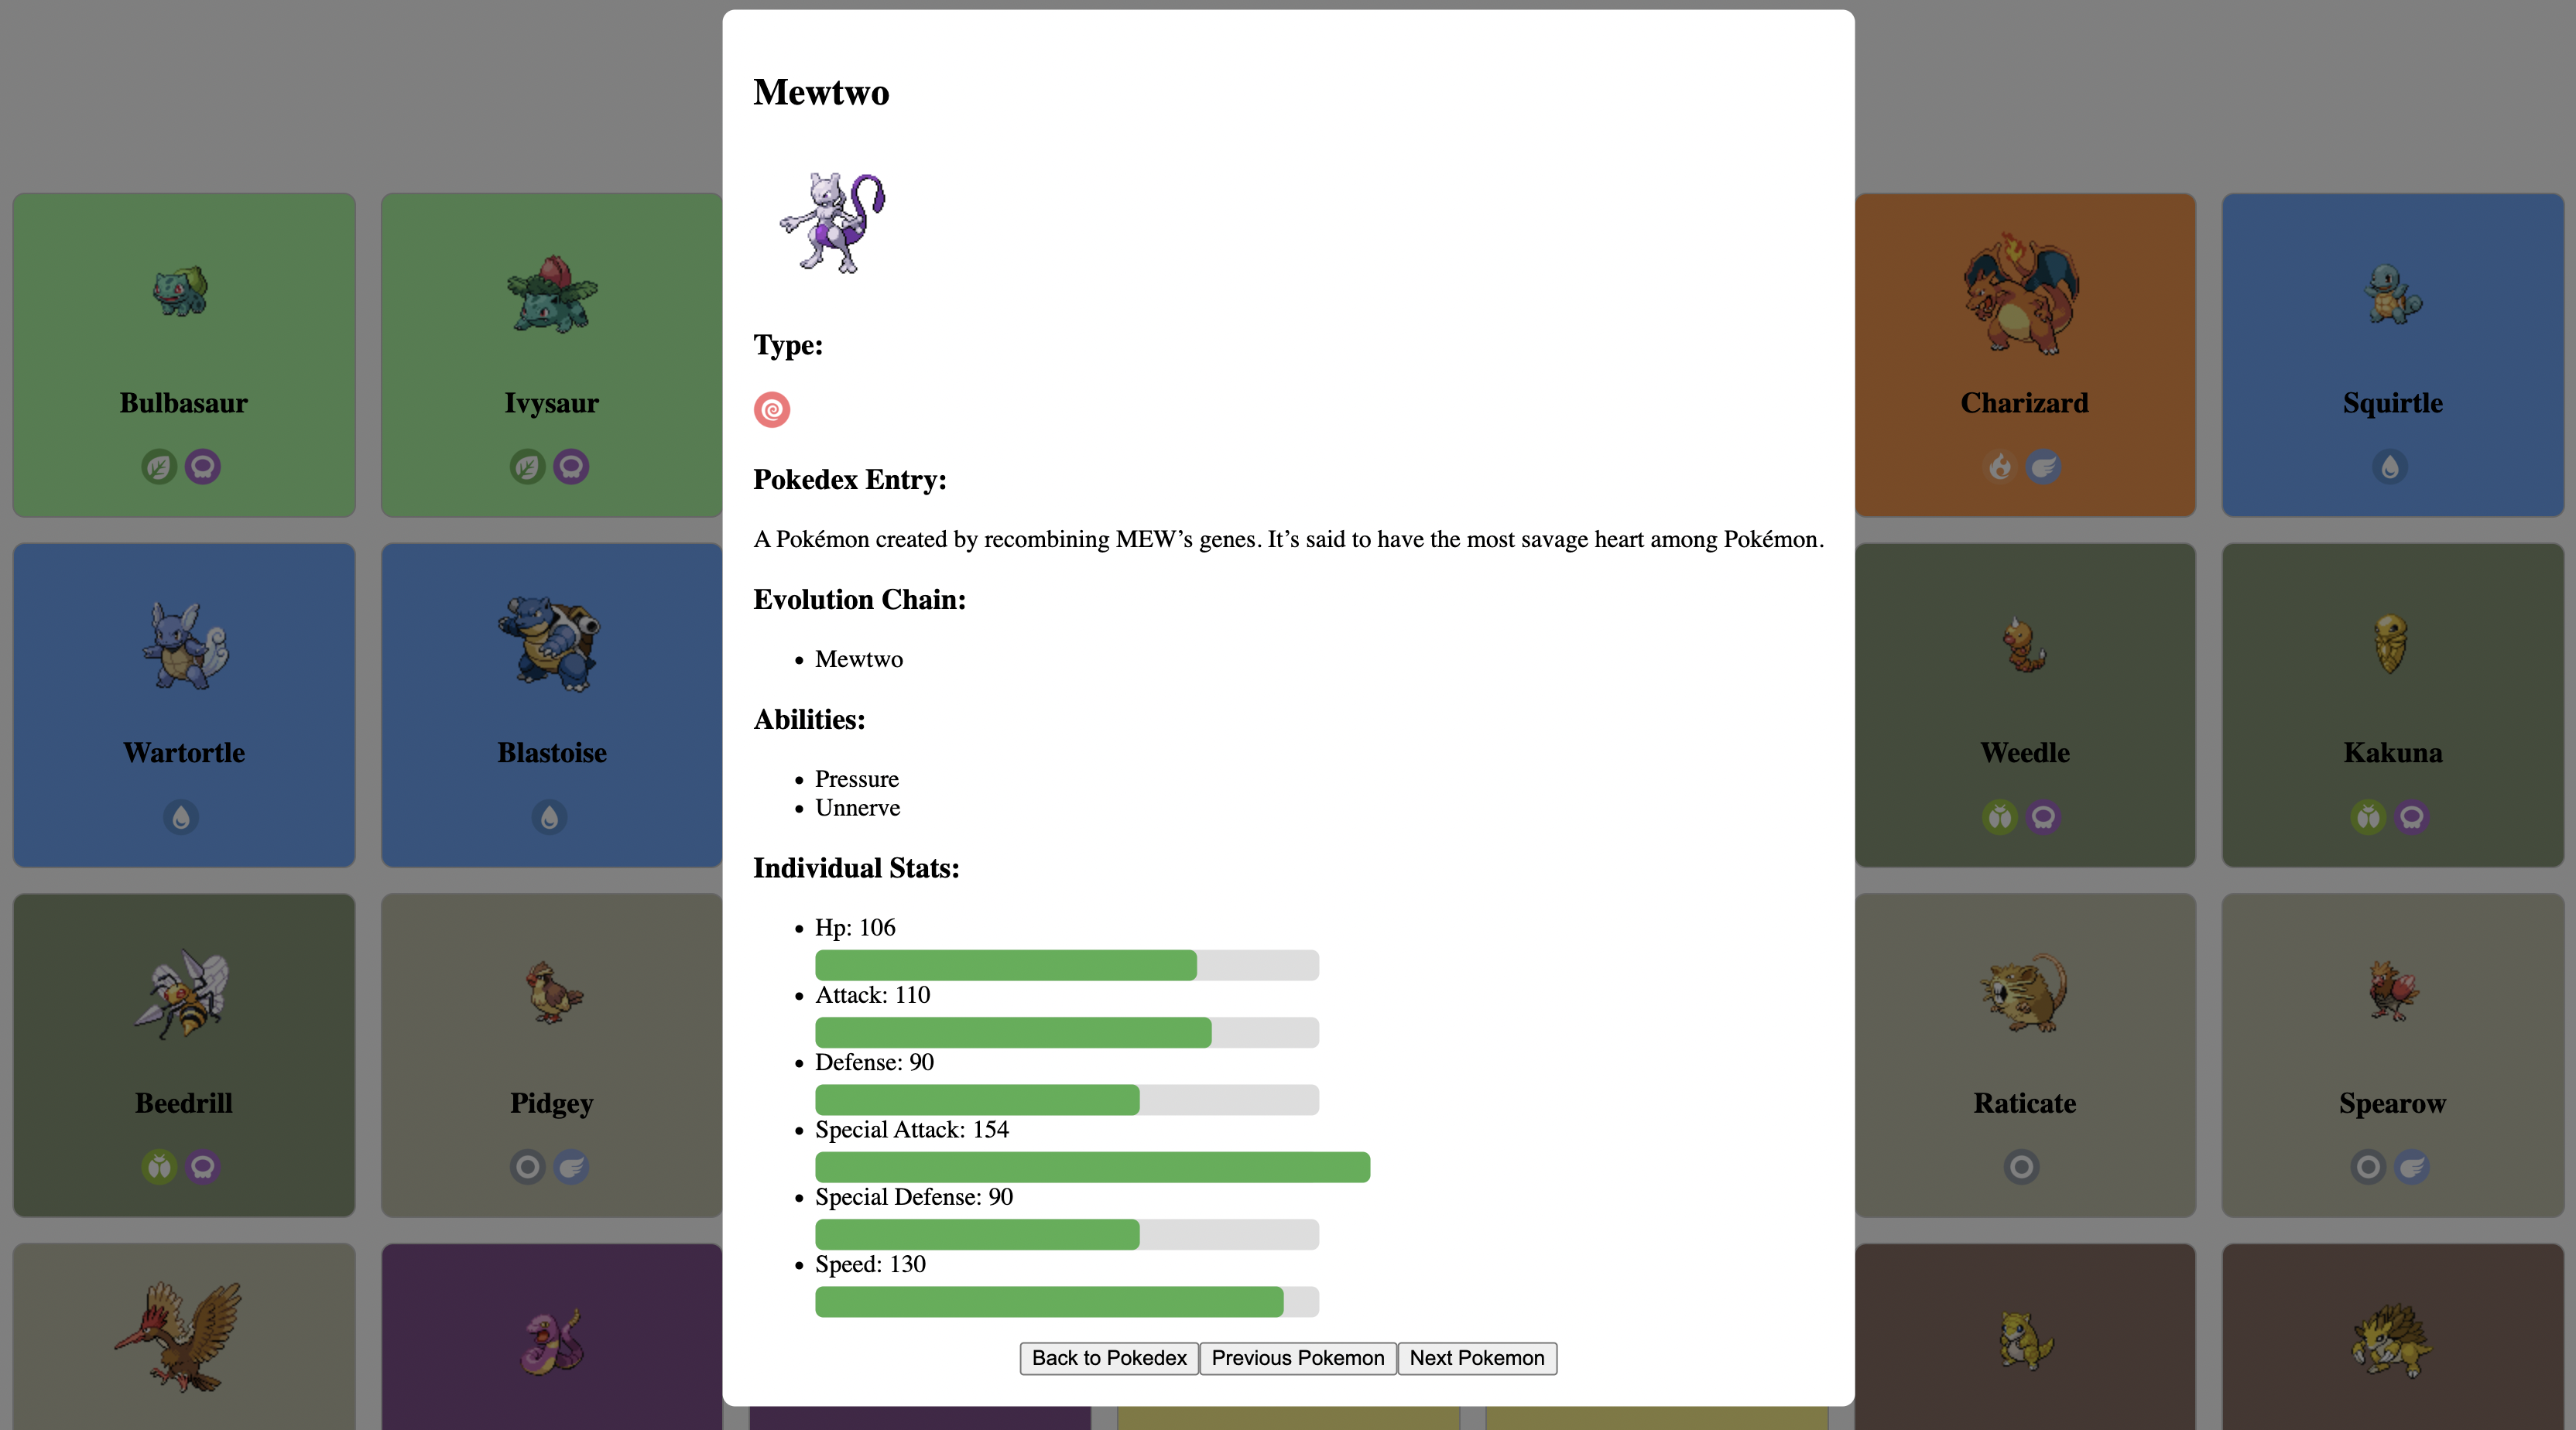 Mewtwo
Type:
Pokedex Entry:
A Pokémon created by recombining MEW’s genes. It’s said to have the most savage heart among Pokémon.
Evolution Chain:
Mewtwo
Abilities:
Pressure
Unnerve
Individual Stats:
Hp: 106
Attack: 110
Defense: 90
Special Attack: 154
Special Defense: 90
Speed: 130
Back to Pokedex Previous Pokemon Next Pokemon
Bulbasaur
Ivysaur
Charizard
Squirtle
Wartortle
Blastoise
Weedle
Kakuna
Beedrill
Pidgey
Raticate
Spearow